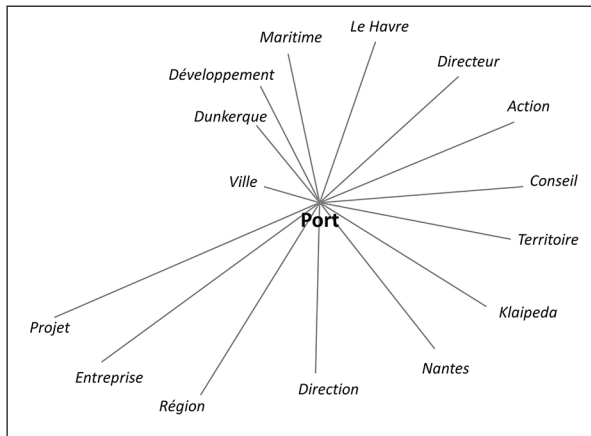 Le Havre
Maritime
Directeur
Développement
Action
Dunkerque
Ville
Conseil
Port
Territoire
Klaipeda
Projet
Nantes
Entreprise
Direction
Région